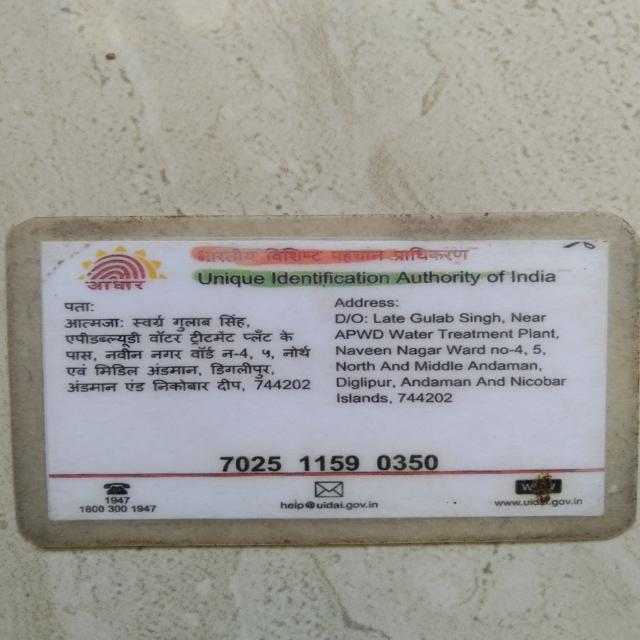 भारतीय विशिष्ट पहचान प्राधिकरण
Unique Identification Authority of India
आधार
पता:
आत्मजा: स्वर्ग गुलाब सिंह,
एपीडब्ल्यूडी वॉटर ट्रीटमेंट प्लँट के
पास, नवीन नगर वॉर्ड न-4, ५, नोर्थ
एवं मिडिल अंडमान, डिगलीपुर,
अंडमान एंड निकोबार दीप, 744202
Address:
D/O: Late Gulab Singh, Near
APWD Water Treatment Plant,
Naveen Nagar Ward no-4, 5,
North And Middle Andaman,
Diglipur, Andaman And Nicobar
Islands, 744202
7025 1159 0350
1947
1800 300 1947
help@uidai.gov.in
www.uidai.gov.in